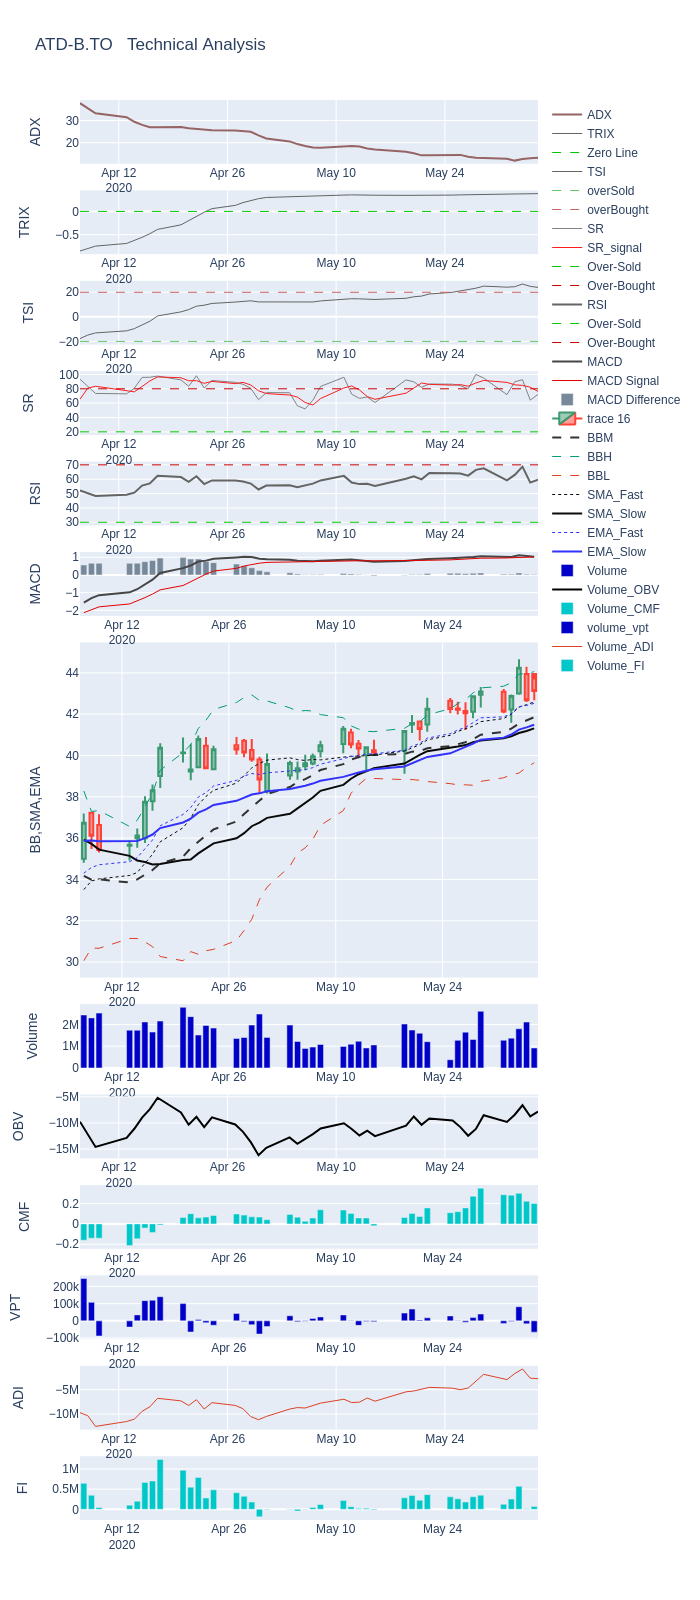 ATD-B.TO   Technical Analysis
ADX
30
20
Apr 12
2020
Apr 26
May 10
May 24
TRIX
0
−0.5
Apr 12
2020
Apr 26
May 10
May 24
TSI
20
0
−20
Apr 12
2020
Apr 26
May 10
May 24
SR
100
80
60
40
20
Apr 12
2020
Apr 26
May 10
May 24
RSI
70
60
50
40
30
Apr 12
2020
Apr 26
May 10
May 24
MACD
1
0
−1
−2
Apr 12
2020
Apr 26
May 10
May 24
BB,SMA,EMA
44
42
40
38
36
34
32
30
Apr 12
2020
Apr 26
May 10
May 24
Volume
2M
1M
0
Apr 12
2020
Apr 26
May 10
May 24
OBV
−5M
−10M
−15M
Apr 12
2020
Apr 26
May 10
May 24
CMF
0.2
0
−0.2
Apr 12
2020
Apr 26
May 10
May 24
VPT
200k
100k
0
−100k
Apr 12
2020
Apr 26
May 10
May 24
ADI
−5M
−10M
Apr 12
2020
Apr 26
May 10
May 24
FI
1M
0.5M
0
Apr 12
2020
Apr 26
May 10
May 24
ADX
TRIX
Zero Line
TSI
overSold
overBought
SR
SR_signal
Over-Sold
Over-Bought
RSI
Over-Sold
Over-Bought
MACD
MACD Signal
MACD Difference
trace 16
BBM
BBH
BBL
SMA_Fast
SMA_Slow
EMA_Fast
EMA_Slow
Volume
Volume_OBV
Volume_CMF
volume_vpt
Volume_ADI
Volume_FI